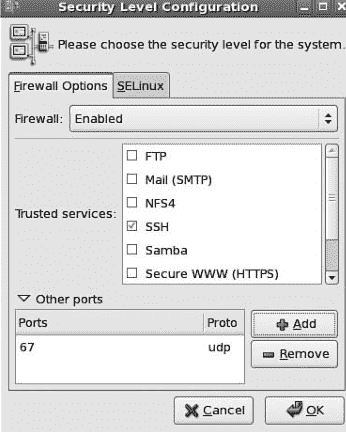 Security Level Configuration
Please choose the security level for the system.
Firewall Options SELinux
Firewall: Enabled
Trusted services:
FTP
Mail (SMTP)
NFS4
SSH
Samba
Secure WWW (HTTPS)
Other ports
Ports Proto
67 udp
Add
Remove
Cancel OK